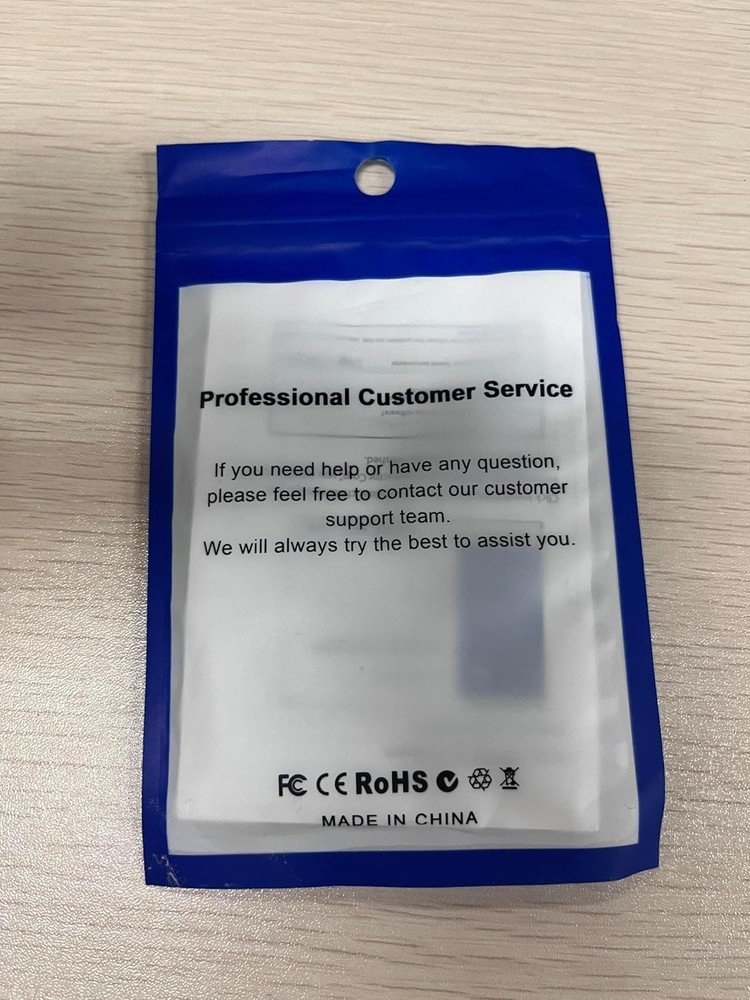 Professional Customer Service
If you need help or have any question,
please feel free to contact our customer
support team.
We will always try the best to assist you.
FC CE RoHS
MADE IN CHINA